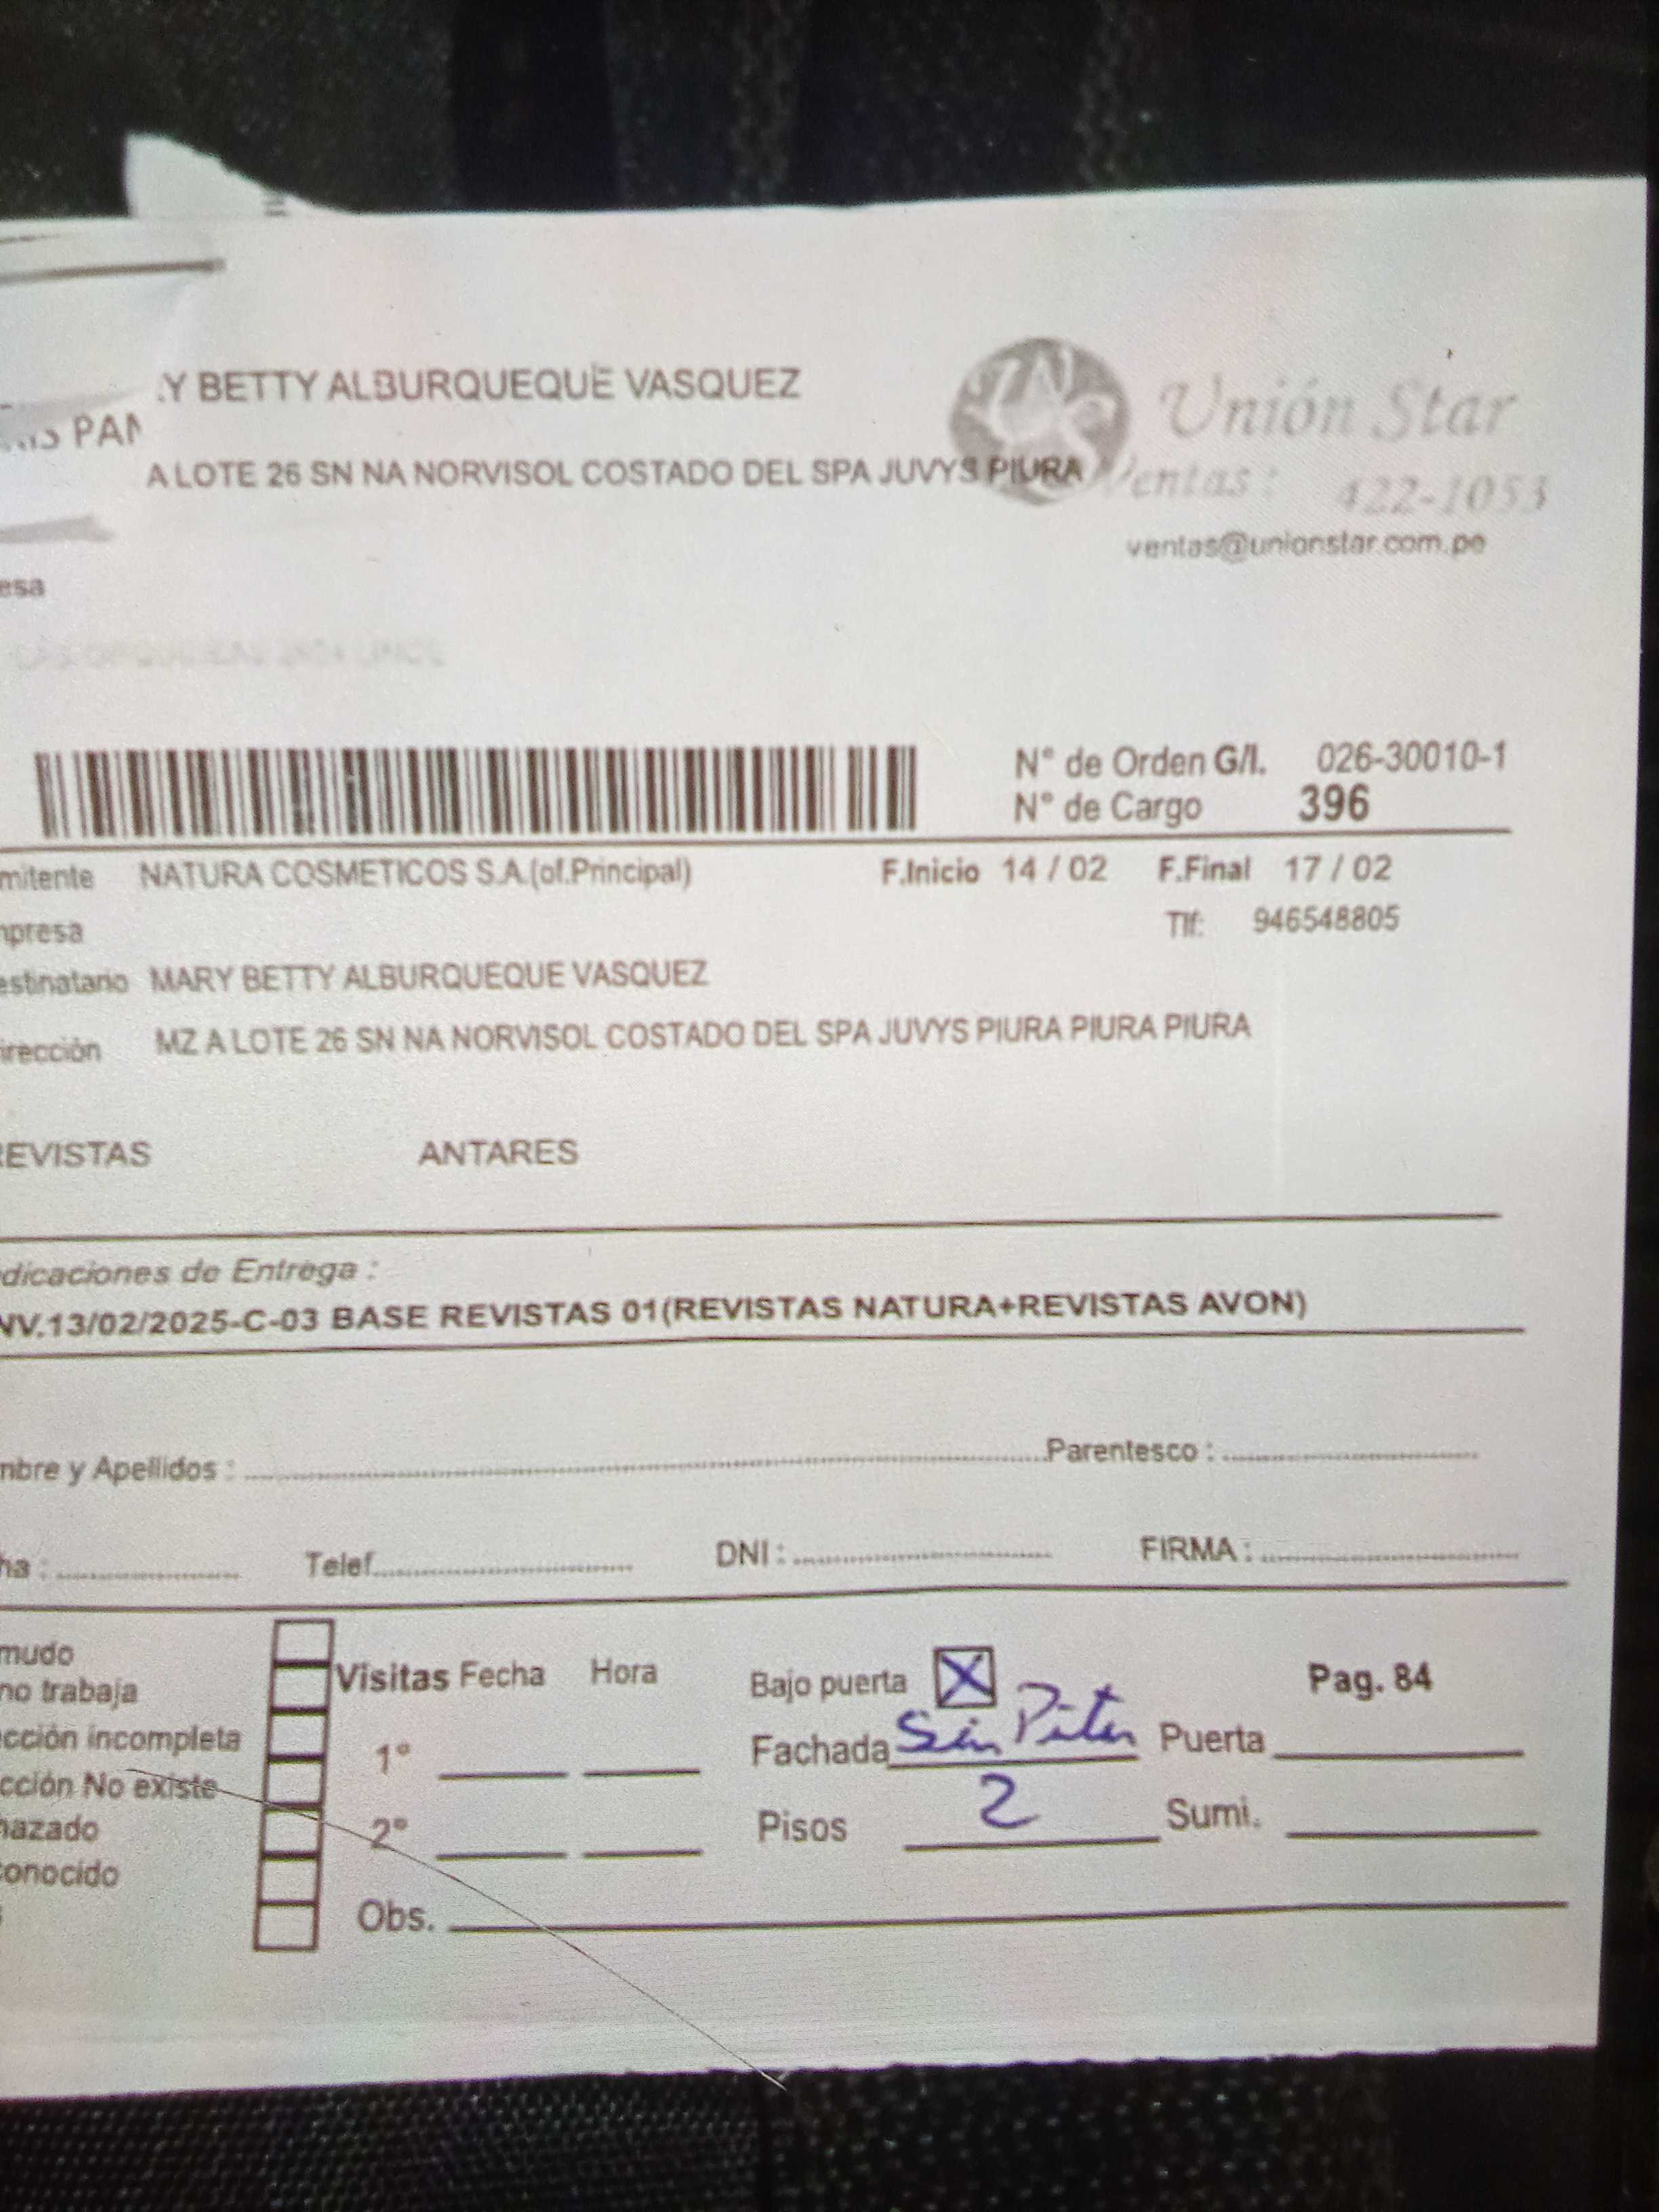 Y BETTY ALBURQUEQUE VASQUEZ
PAN
A LOTE 26 SN NA NORVISOL COSTADO DEL SPA JUVYS PIURA
Unión Star
Ventas: 422-1053
ventas@unionstar.com.pe
esa
N° de Orden G/I. 026-30010-1
N° de Cargo 396
mitente NATURA COSMETICOS S.A.(of.Principal) F.Inicio 14 / 02 F.Final 17 / 02
mpresa Tlf: 946548805
estinatario MARY BETTY ALBURQUEQUE VASQUEZ
irección MZ A LOTE 26 SN NA NORVISOL COSTADO DEL SPA JUVYS PIURA PIURA PIURA
REVISTAS ANTARES
dicaciones de Entrega :
NV.13/02/2025-C-03 BASE REVISTAS 01(REVISTAS NATURA+REVISTAS AVON)
mbre y Apellidos : Parentesco :
ha : Telef. DNI : FIRMA :
mudo
no trabaja
cción incompleta
cción No existe
hazado
conocido
Visitas Fecha Hora
1°
2°
Obs.
Bajo puerta X Pag. 84
Fachada Sin Pitar Puerta
Pisos 2 Sumi.